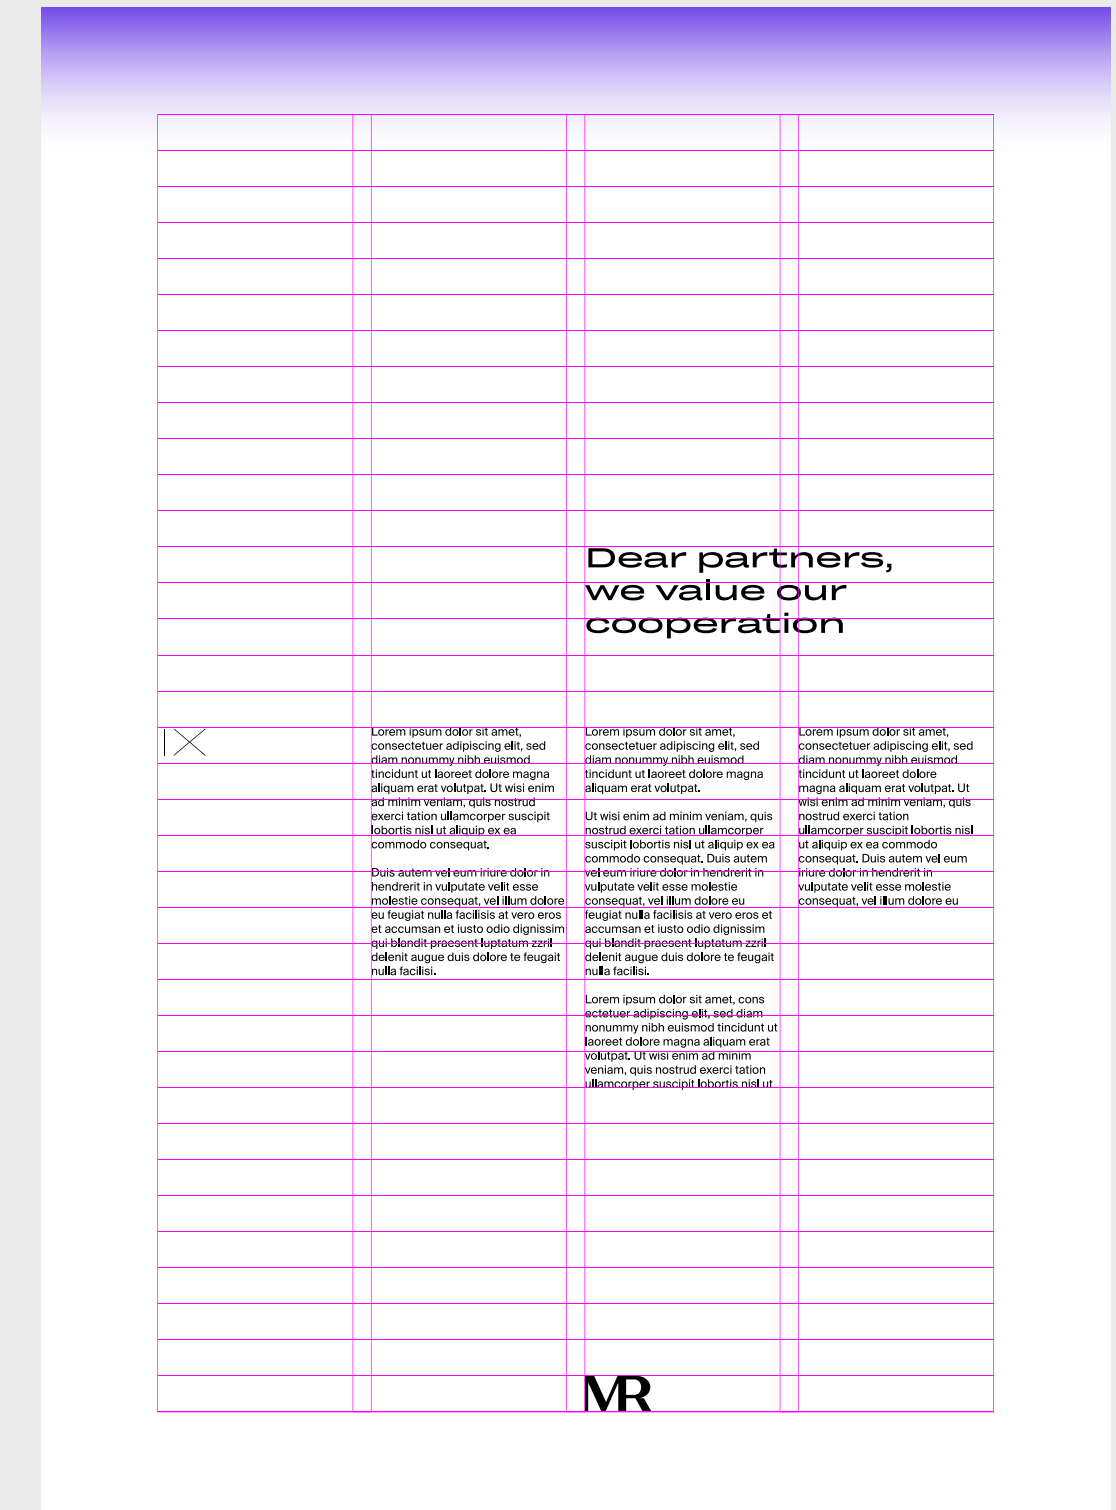 Dear partners,
we value our
cooperation
IX
Lorem ipsum dolor sit amet,
consectetuer adipiscing elit, sed
diam nonummy nibh euismod
tincidunt ut laoreet dolore magna
aliquam erat volutpat. Ut wisi enim
ad minim veniam, quis nostrud
exerci tation ullamcorper suscipit
lobortis nisl ut aliquip ex ea
commodo consequat.
Duis autem vel eum iriure dolor in
hendrerit in vulputate velit esse
molestie consequat, vel illum dolore
eu feugiat nulla facilisis at vero eros
et accumsan et iusto odio dignissim
qui blandit praesent luptatum zzril
delenit augue duis dolore te feugait
nulla facilisi.
Lorem ipsum dolor sit amet,
consectetuer adipiscing elit, sed
diam nonummy nibh euismod
tincidunt ut laoreet dolore magna
aliquam erat volutpat.
Ut wisi enim ad minim veniam, quis
nostrud exerci tation ullamcorper
suscipit lobortis nisl ut aliquip ex ea
commodo consequat. Duis autem
vel eum iriure dolor in hendrerit in
vulputate velit esse molestie
consequat, vel illum dolore eu
feugiat nulla facilisis at vero eros et
accumsan et iusto odio dignissim
qui blandit praesent luptatum zzril
delenit augue duis dolore te feugait
nulla facilisi.
Lorem ipsum dolor sit amet, cons
ectetuer adipiscing elit, sed diam
nonummy nibh euismod tincidunt ut
laoreet dolore magna aliquam erat
volutpat. Ut wisi enim ad minim
veniam, quis nostrud exerci tation
ullamcorper suscipit lobortis nisl ut
Lorem ipsum dolor sit amet,
consectetuer adipiscing elit, sed
diam nonummy nibh euismod
tincidunt ut laoreet dolore
magna aliquam erat volutpat. Ut
wisi enim ad minim veniam, quis
nostrud exerci tation
ullamcorper suscipit lobortis nisl
ut aliquip ex ea commodo
consequat. Duis autem vel eum
iriure dolor in hendrerit in
vulputate velit esse molestie
consequat, vel illum dolore eu
MR